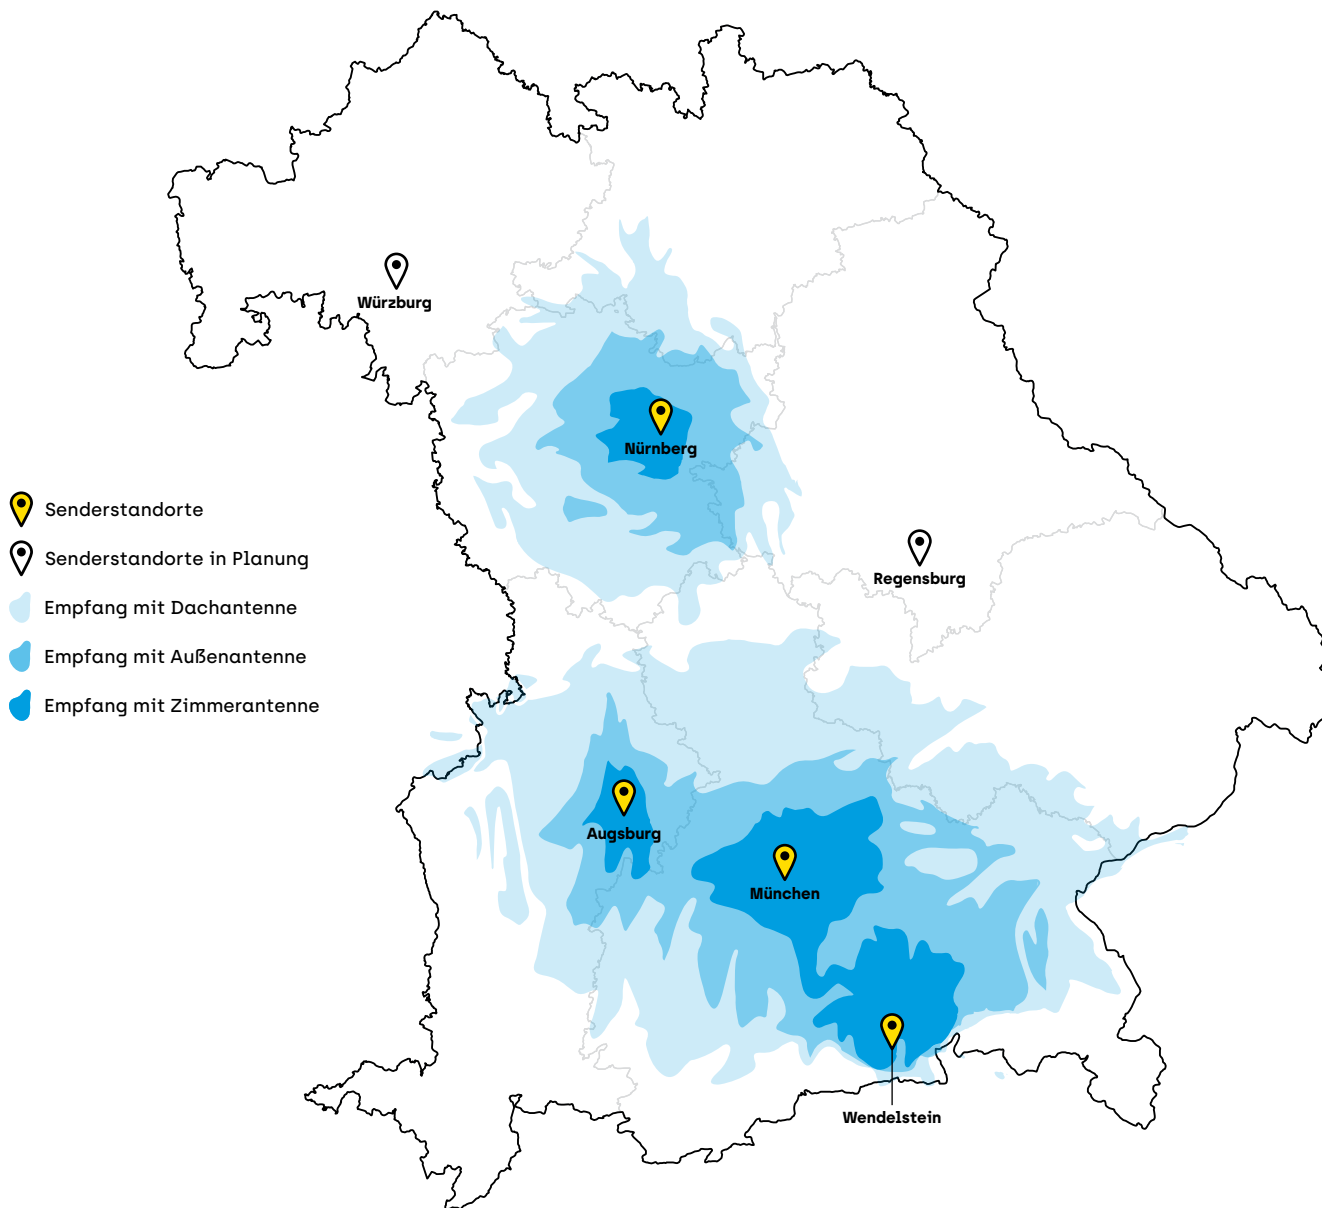 Würzburg
Nürnberg
Senderstandorte
Senderstandorte in Planung
Regensburg
Empfang mit Dachantenne
Empfang mit Außenantenne
Empfang mit Zimmerantenne
Augsburg
München
Wendelstein